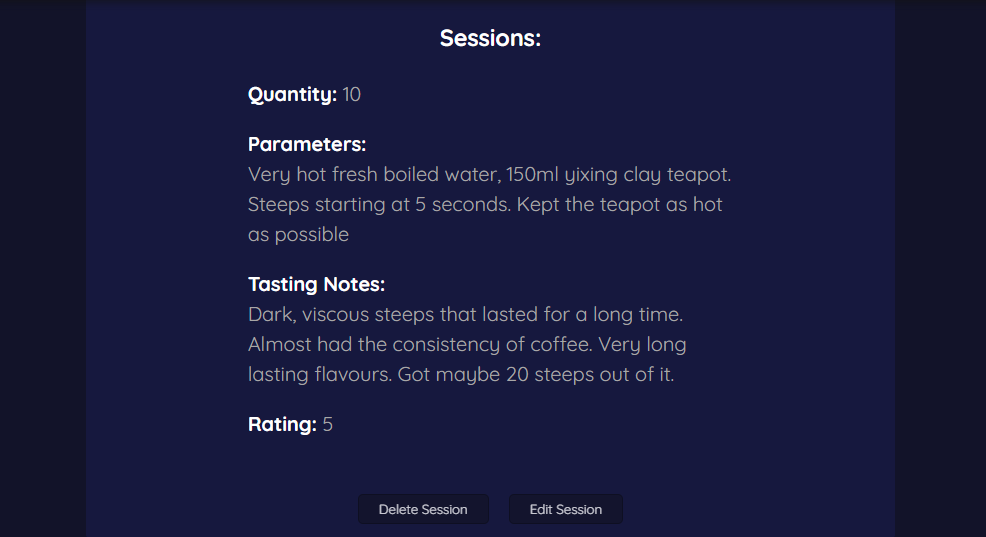 Sessions:
Quantity: 10
Parameters:
Very hot fresh boiled water, 150ml yixing clay teapot.
Steeps starting at 5 seconds. Kept the teapot as hot
as possible
Tasting Notes:
Dark, viscous steeps that lasted for a long time.
Almost had the consistency of coffee. Very long
lasting flavours. Got maybe 20 steeps out of it.
Rating: 5
Delete Session Edit Session